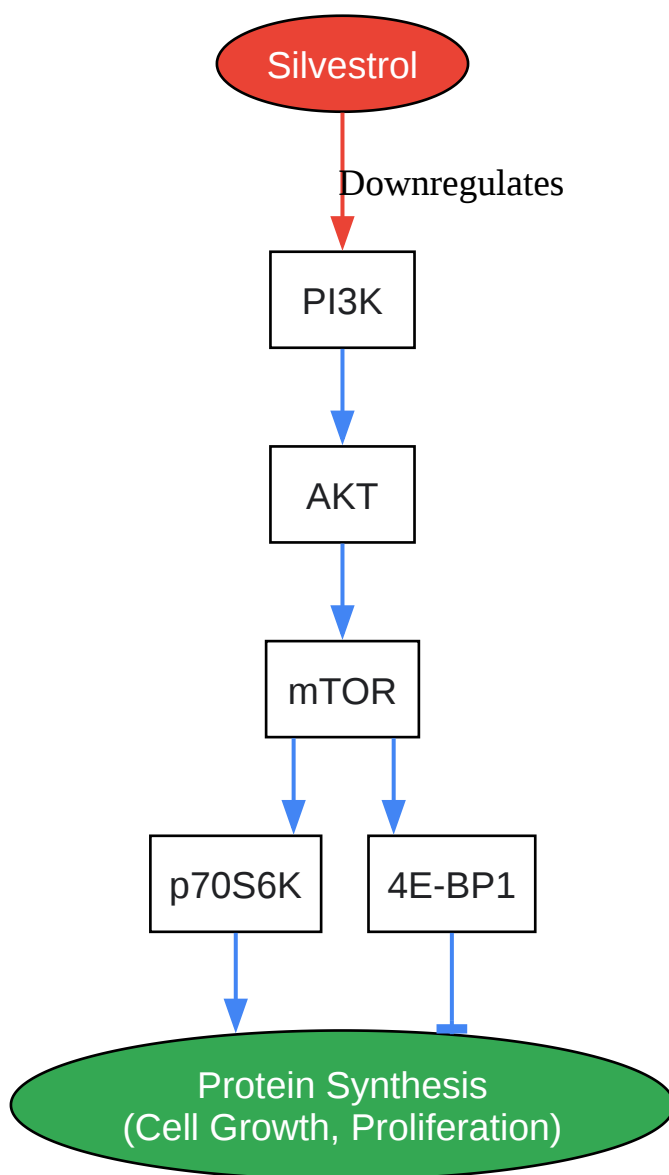 Silvestrol
Downregulates
PI3K
AKT
mTOR
p70S6K
4E-BP1
Protein Synthesis
(Cell Growth, Proliferation)